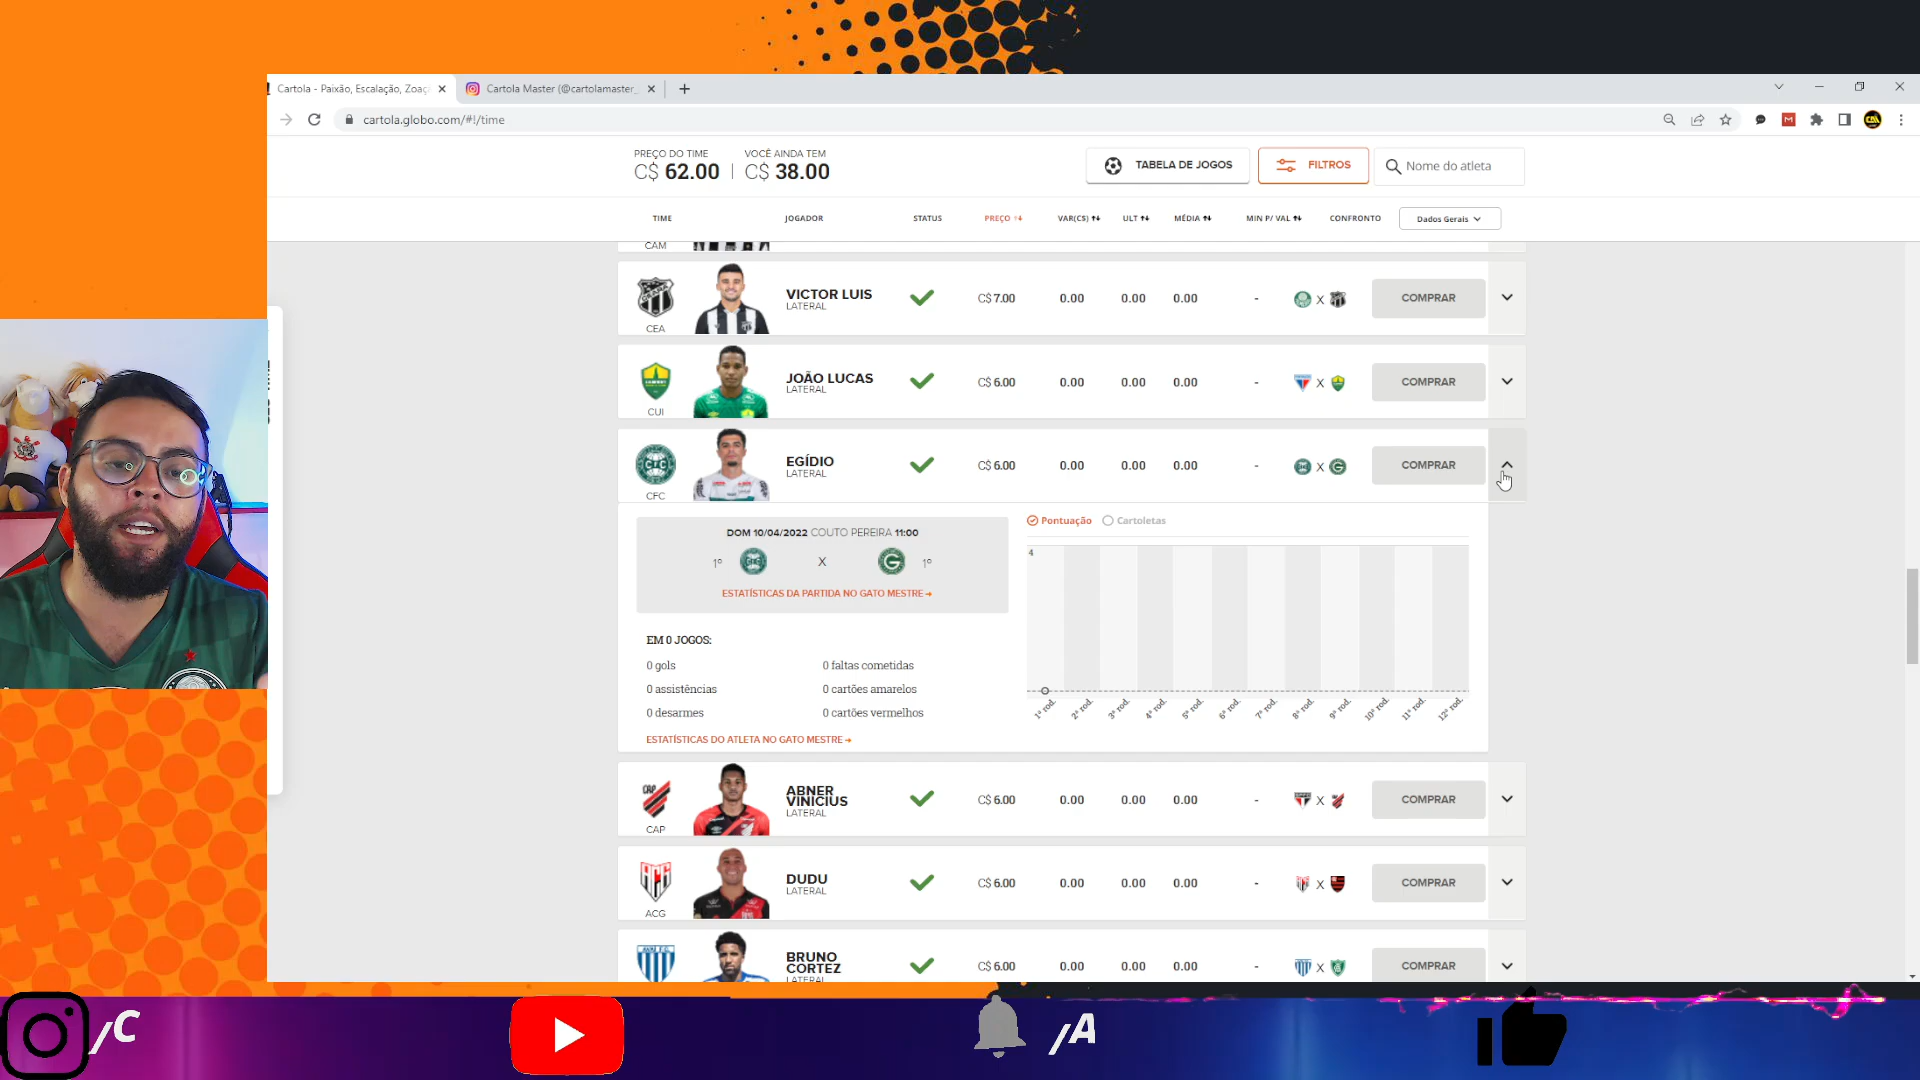 Cartola - Paixão, Escalação, Zoaç
Cartola Master (@cartolamaster_
cartola.globo.com/#!/time
PREÇO DO TIME
C$ 62.00
VOCÊ AINDA TEM
C$ 38.00
TABELA DE JOGOS
FILTROS
Nome do atleta
TIME
JOGADOR
STATUS
PREÇO
VAR(C$)
ULT
MÉDIA
MIN P/ VAL
CONFRONTO
Dados Gerais
CAM
VICTOR LUIS
LATERAL
CEA
C$ 7.00 0.00 0.00 0.00 - X COMPRAR
JOÃO LUCAS
LATERAL
CUI
C$ 6.00 0.00 0.00 0.00 - X COMPRAR
EGÍDIO
LATERAL
CFC
C$ 6.00 0.00 0.00 0.00 - X COMPRAR
DOM 10/04/2022 COUTO PEREIRA 11:00
1º X 1º
ESTATÍSTICAS DA PARTIDA NO GATO MESTRE
EM 0 JOGOS:
0 gols
0 faltas cometidas
0 assistências
0 cartões amarelos
0 desarmes
0 cartões vermelhos
ESTATÍSTICAS DO ATLETA NO GATO MESTRE
Pontuação
Cartoletas
4
1ª rod. 2ª rod. 3ª rod. 4ª rod. 5ª rod. 6ª rod. 7ª rod. 8ª rod. 9ª rod. 10ª rod. 11ª rod. 12ª rod.
ABNER
VINICIUS
LATERAL
CAP
C$ 6.00 0.00 0.00 0.00 - X COMPRAR
DUDU
LATERAL
ACG
C$ 6.00 0.00 0.00 0.00 - X COMPRAR
BRUNO
CORTEZ
LATERAL
C$ 6.00 0.00 0.00 0.00 - X COMPRAR
/C
/A